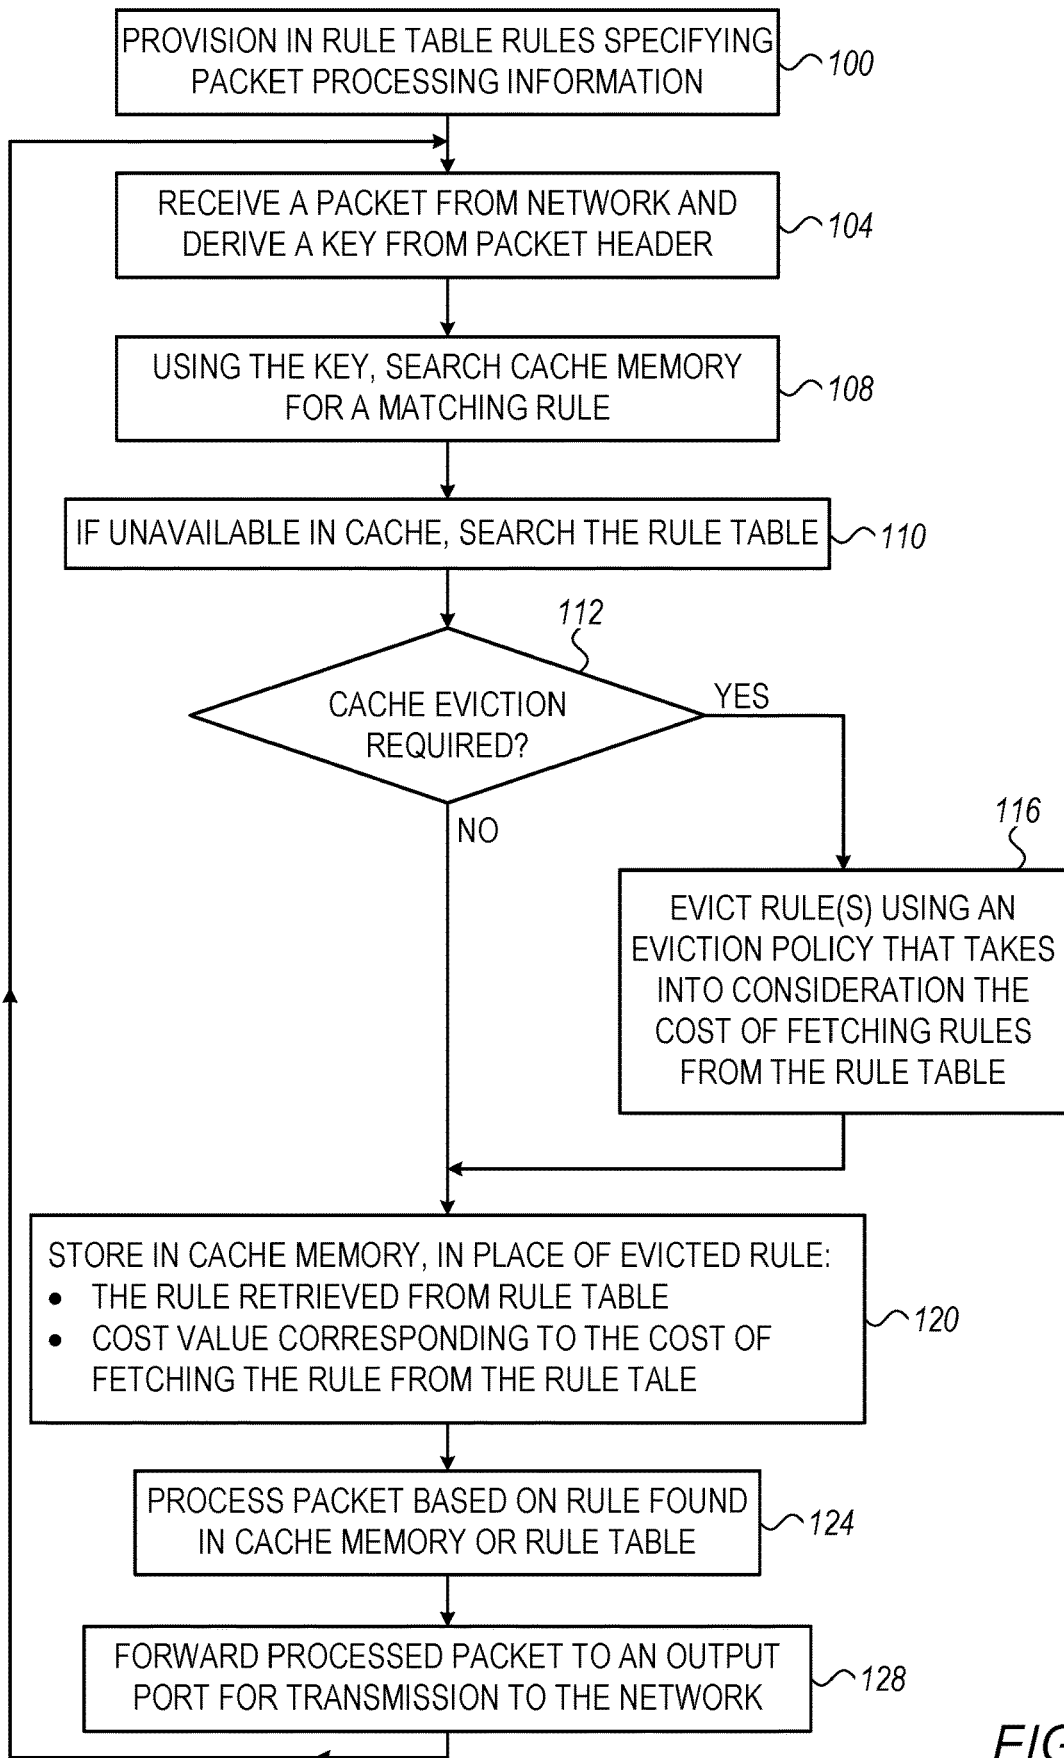 PROVISION IN RULE TABLE RULES SPECIFYING
PACKET PROCESSING INFORMATION
100
RECEIVE A PACKET FROM NETWORK AND
DERIVE A KEY FROM PACKET HEADER
104
USING THE KEY, SEARCH CACHE MEMORY
FOR A MATCHING RULE
108
IF UNAVAILABLE IN CACHE, SEARCH THE RULE TABLE
110
112
CACHE EVICTION
REQUIRED?
YES
NO
116
EVICT RULE(S) USING AN
EVICTION POLICY THAT TAKES
INTO CONSIDERATION THE
COST OF FETCHING RULES
FROM THE RULE TABLE
STORE IN CACHE MEMORY, IN PLACE OF EVICTED RULE:
• THE RULE RETRIEVED FROM RULE TABLE
• COST VALUE CORRESPONDING TO THE COST OF
FETCHING THE RULE FROM THE RULE TALE
120
PROCESS PACKET BASED ON RULE FOUND
IN CACHE MEMORY OR RULE TABLE
124
FORWARD PROCESSED PACKET TO AN OUTPUT
PORT FOR TRANSMISSION TO THE NETWORK
128
FIG